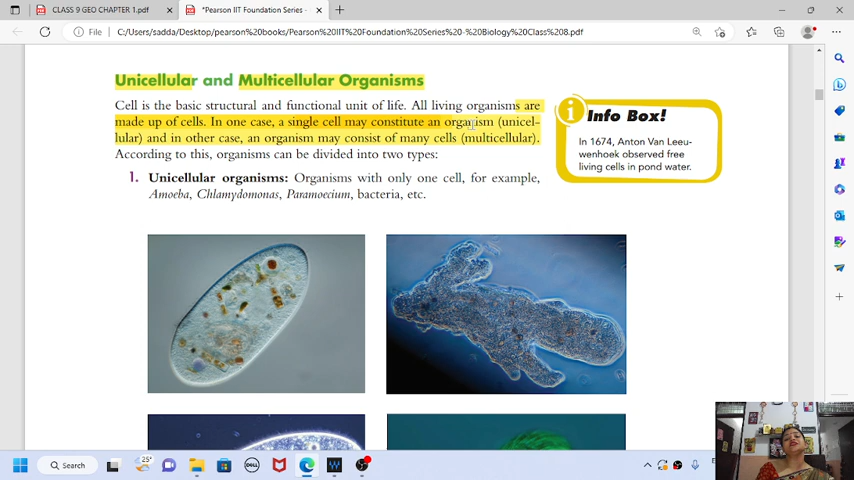 CLASS 9 GEO CHAPTER 1.pdf
*Pearson IIT Foundation Series -
File
C:/Users/sadda/Desktop/pearson%20books/Pearson%20IIT%20Foundation%20Series%20-%20Biology%20Class%208.pdf
Unicellular and Multicellular Organisms
Cell is the basic structural and functional unit of life. All living organisms are
made up of cells. In one case, a single cell may constitute an organism (unicel-
lular) and in other case, an organism may consist of many cells (multicellular).
According to this, organisms can be divided into two types:
1. Unicellular organisms: Organisms with only one cell, for example,
Amoeba, Chlamydomonas, Paramoecium, bacteria, etc.
i Info Box!
In 1674, Anton Van Leeu-
wenhoek observed free
living cells in pond water.
25°
Search
DELL